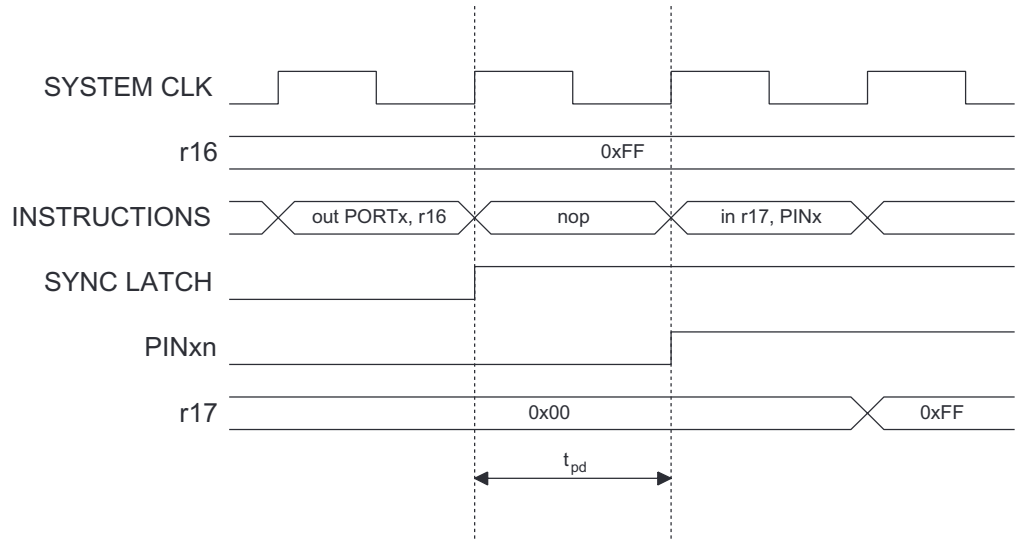 SYSTEM CLK
r16
0xFF
INSTRUCTIONS
out PORTx, r16
nop
in r17, PINx
SYNC LATCH
PINxn
r17
0x00
0xFF
tpd